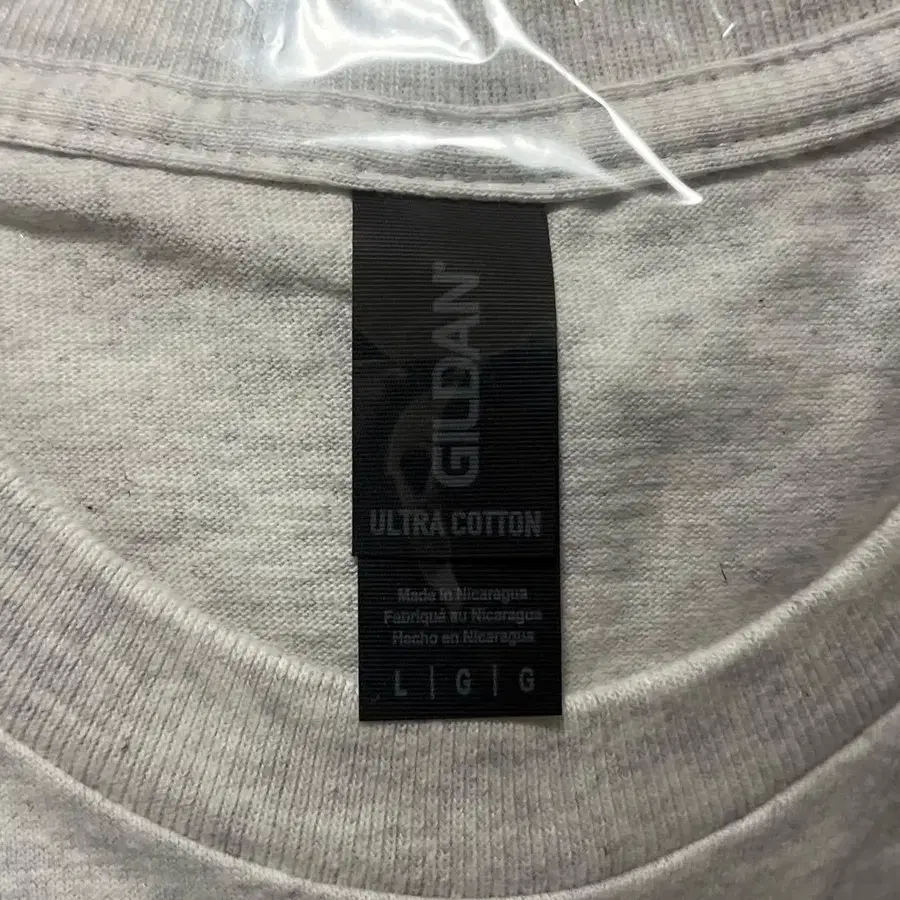 GILDAN
ULTRA COTTON
Made in Nicaragua
Fabriqué au Nicaragua
Hecho en Nicaragua
L | G | G